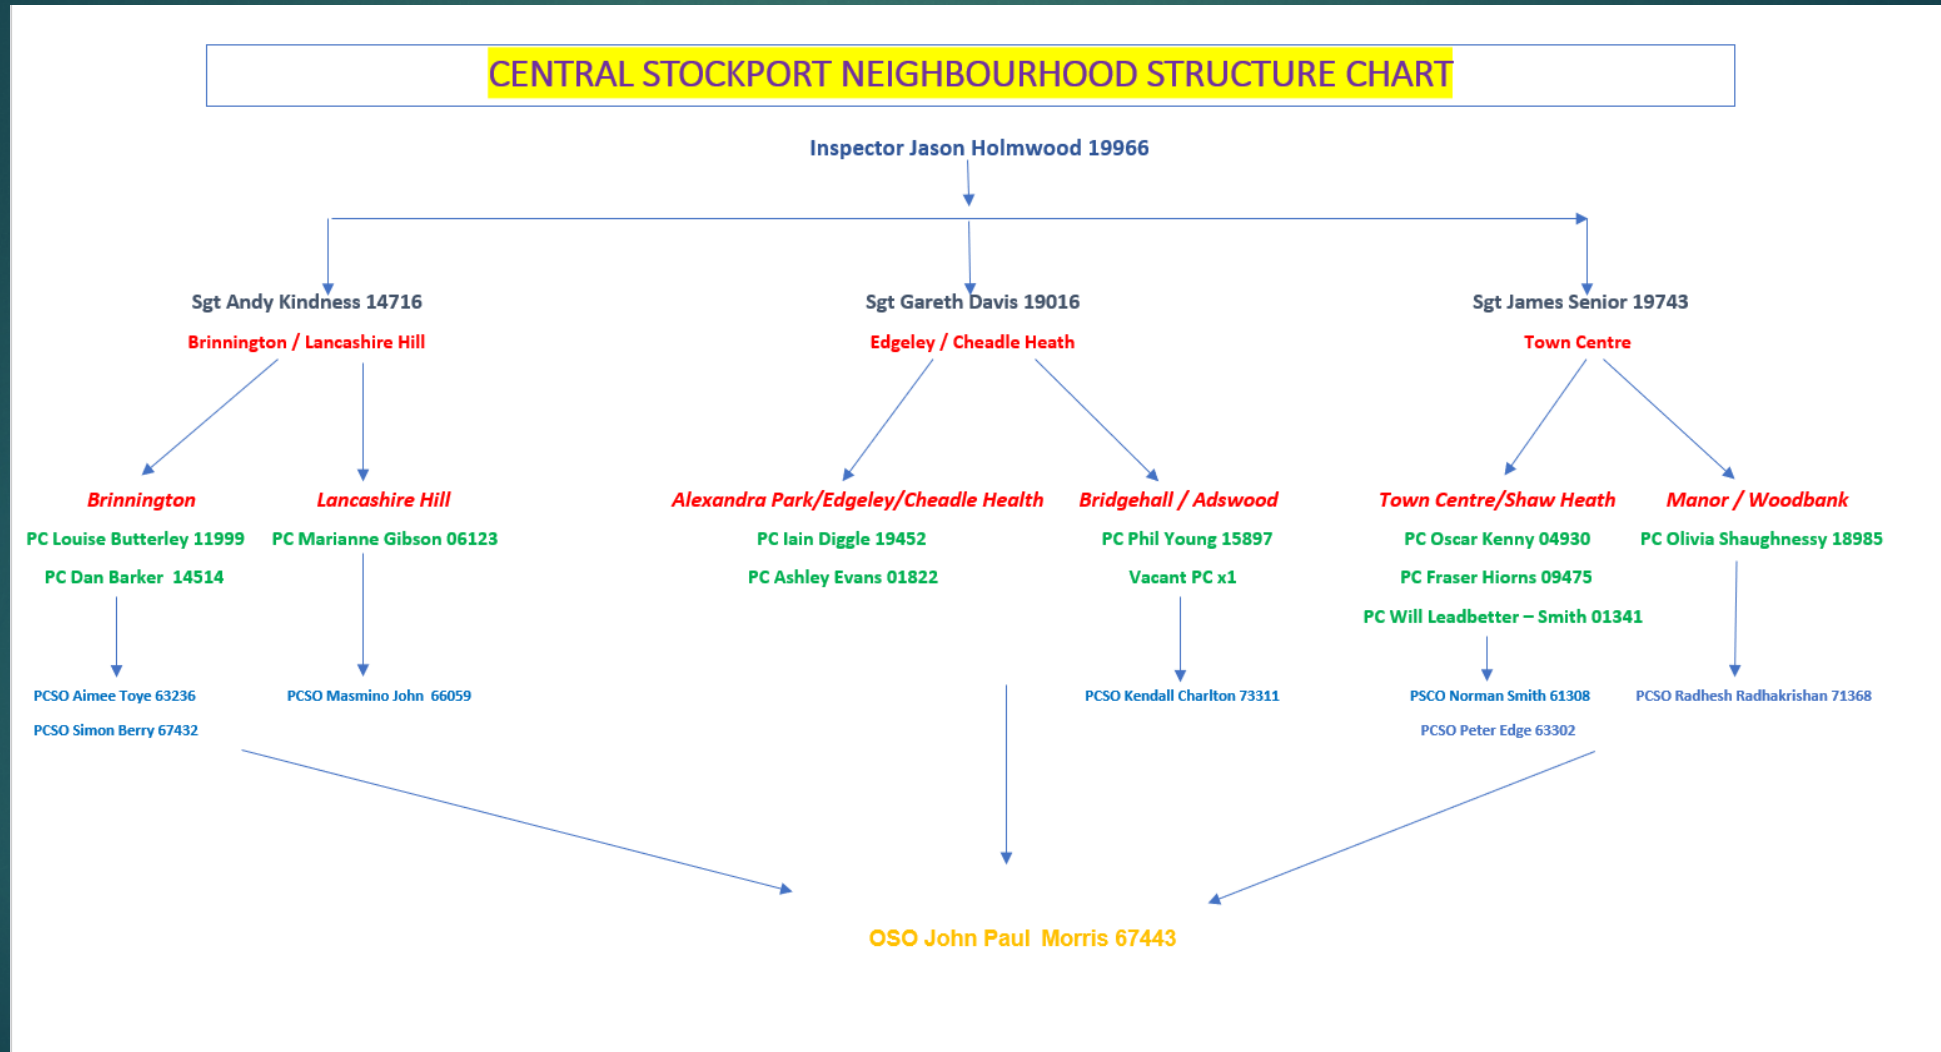 CENTRAL STOCKPORT NEIGHBOURHOOD STRUCTURE CHART
Inspector Jason Holmwood 19966
Sgt Andy Kindness 14716
Brinnington / Lancashire Hill
Sgt Gareth Davis 19016
Edgeley / Cheadle Heath
Sgt James Senior 19743
Town Centre
Brinnington
PC Louise Butterley 11999
PC Dan Barker 14514
PCSO Aimee Toye 63236
PCSO Simon Berry 67432
Lancashire Hill
PC Marianne Gibson 06123
PCSO Masmino John 66059
Alexandra Park/Edgeley/Cheadle Health
PC Iain Diggle 19452
PC Ashley Evans 01822
Bridgehall / Adswood
PC Phil Young 15897
Vacant PC x1
PCSO Kendall Charlton 73311
Town Centre/Shaw Heath
PC Oscar Kenny 04930
PC Fraser Hiorns 09475
PC Will Leadbetter – Smith 01341
PSCO Norman Smith 61308
PCSO Peter Edge 63302
Manor / Woodbank
PC Olivia Shaughnessy 18985
PCSO Radhesh Radhakrishan 71368
OSO John Paul Morris 67443